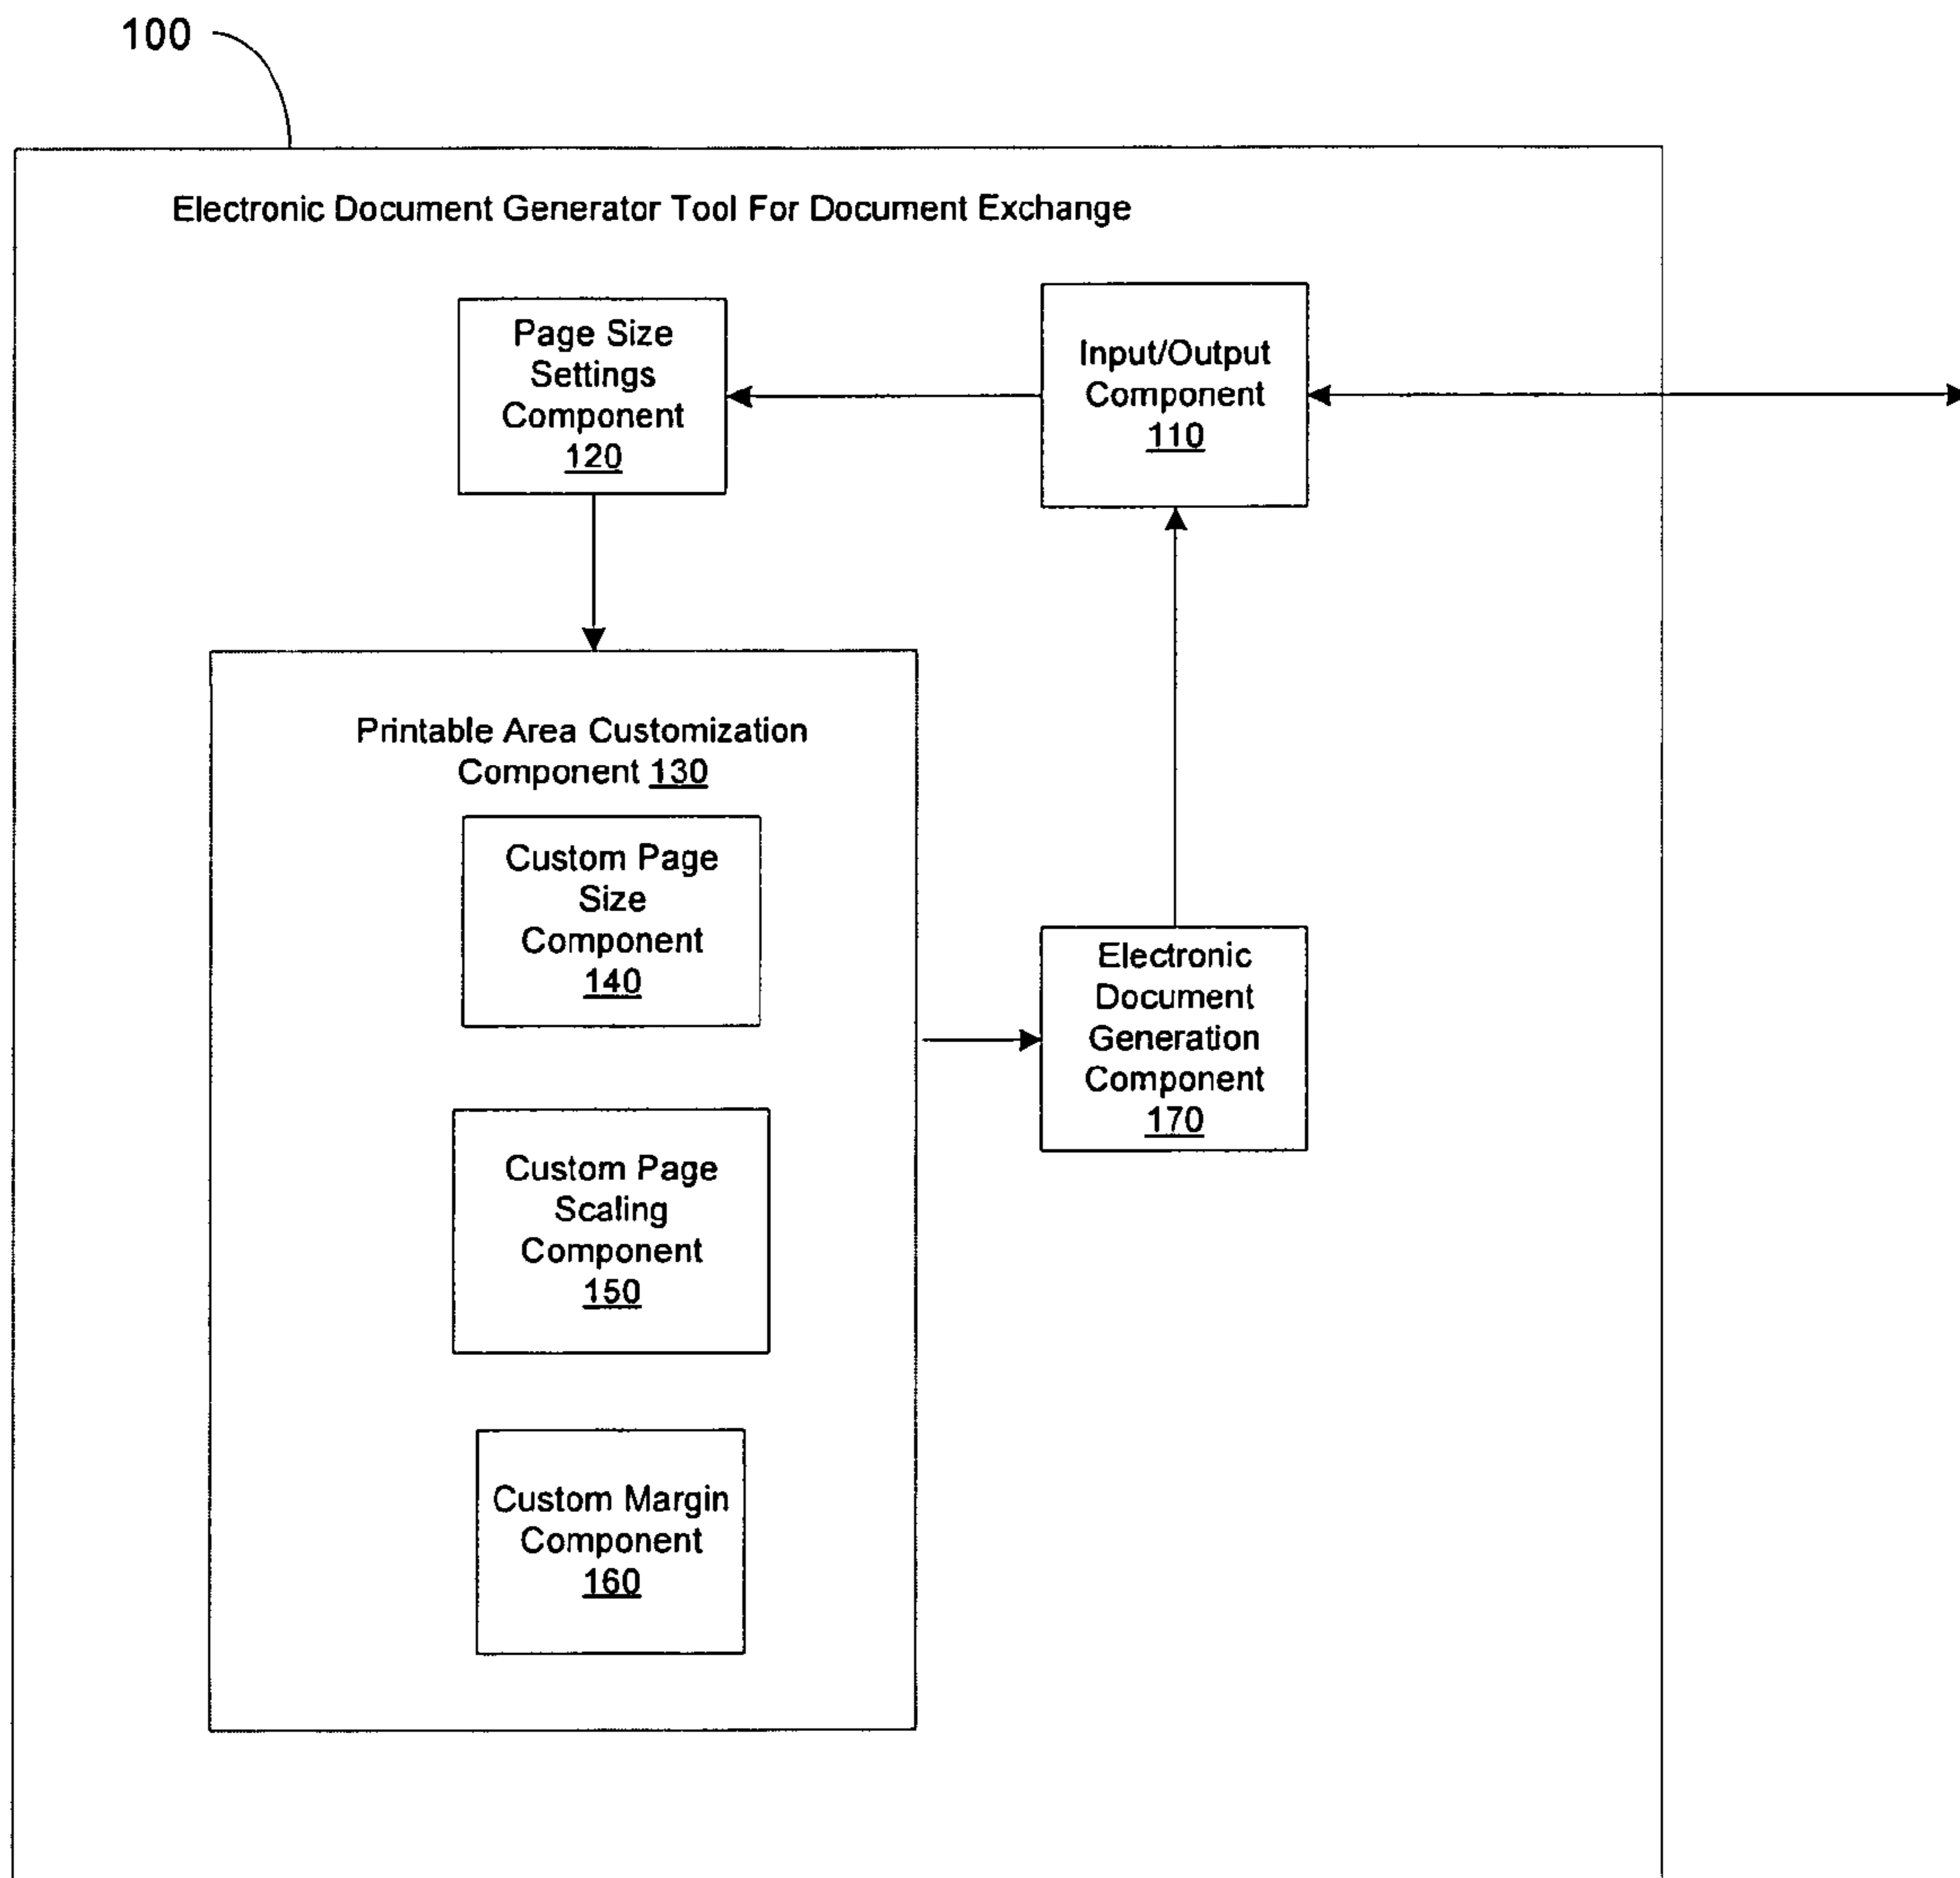 100
Electronic Document Generator Tool For Document Exchange
Page Size
Settings
Component
120
Input/Output
Component
110
Printable Area Customization
Component 130
Custom Page
Size
Component
140
Electronic
Document
Generation
Component
170
Custom Page
Scaling
Component
150
Custom Margin
Component
160